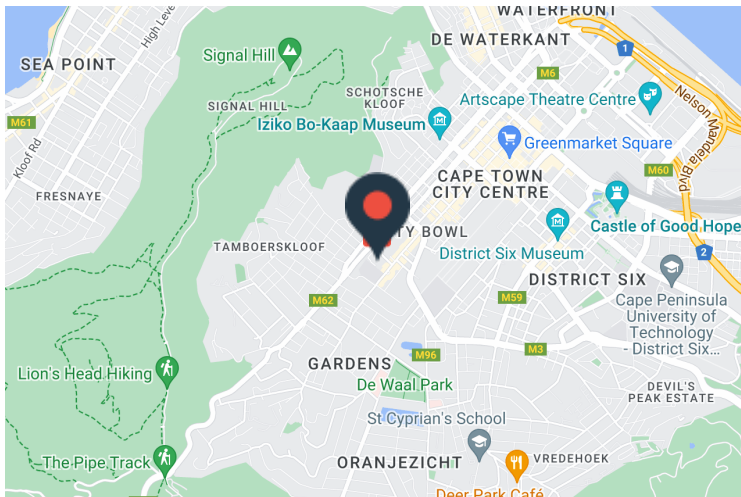 WATERFRONT
DE WATERKANT
High Leve
Signal Hill
1
SEA POINT
M6
SCHOTSCHE
KLOOF
Artscape Theatre Centre
SIGNAL HILL
Nelson Mandela Blvd
M61
Iziko Bo-Kaap Museum
Greenmarket Square
Kloof Rd
M60
CAPE TOWN
CITY CENTRE
FRESNAYE
Castle of Good Hope
TY BOWL
TAMBOERSKLOOF
District Six Museum
2
DISTRICT SIX
M62
M59
Cape Peninsula
University of
Technology
- District Six...
M3
M96
GARDENS
Lion's Head Hiking
De Waal Park
DEVIL'S
PEAK ESTATE
St Cyprian's School
The Pipe Track
ORANJEZICHT
VREDEHOEK
Deer Park Café